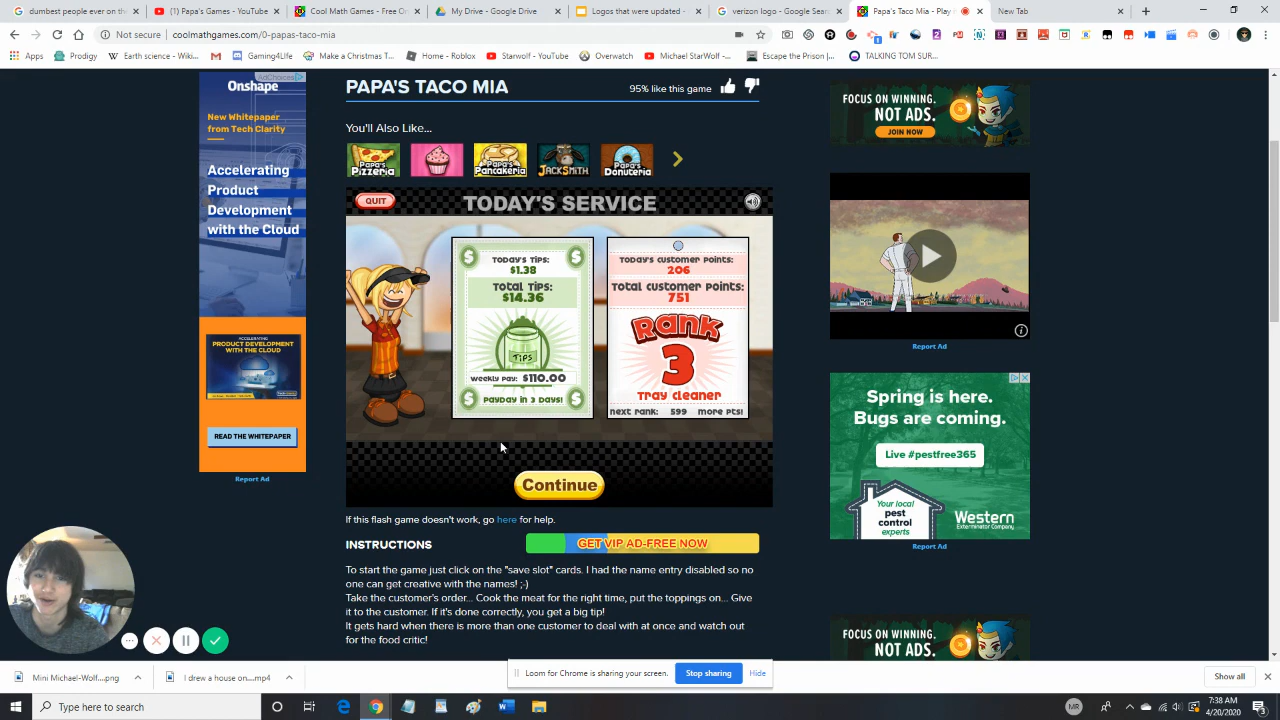 dumbest people ever on th
(1) Papa's Games - YouTube
Cool Math Games - Free O
My Drive - Google Drive
Logos that were updated -
verizon logo - Google Sear
Papa's Taco Mia - Play
New Tab
Not secure | coolmathgames.com/0-papas-taco-mia
Apps
Prodigy
Earth science - Wiki...
Gaming4Life
Make a Christmas T...
Home - Roblox
Starwolf - YouTube
Overwatch
Michael StarWolf -...
Escape the Prison |...
TALKING TOM SUR...
AdChoices
Onshape
New Whitepaper
from Tech Clarity
Accelerating
Product
Development
with the Cloud
ACCELERATING
PRODUCT DEVELOPMENT
WITH THE CLOUD
READ THE WHITEPAPER
Report Ad
PAPA'S TACO MIA
95% like this game
You'll Also Like...
Papa's Pizzeria
Papa's Pancakeria
JACKSMITH
Papa's Donuteria
QUIT
TODAY'S SERVICE
Today's Tips:
$1.38
Total Tips:
$14.36
TIPS
weekly pay: $110.00
Payday in 3 Days!
Today's customer points:
206
Total customer points:
751
Rank
3
Tray cleaner
next rank: 599 more pts!
Continue
If this flash game doesn't work, go here for help.
INSTRUCTIONS
GET VIP AD-FREE NOW
To start the game just click on the "save slot" cards. I had the name entry disabled so no
one can get creative with the names! ;-)
Take the customer's order... Cook the meat for the right time, put the toppings on... Give
it to the customer. If it's done correctly, you get a big tip!
It gets hard when there is more than one customer to deal with at once and watch out
for the food critic!
FOCUS ON WINNING.
NOT ADS.
JOIN NOW
Report Ad
Spring is here.
Bugs are coming.
Live #pestfree365
Your local
pest
control
experts
Western
Exterminator Company
Report Ad
FOCUS ON WINNING.
NOT ADS.
Mini Michael-Wolf....png
I drew a house on....mp4
Loom for Chrome is sharing your screen.
Stop sharing
Hide
Show all
Type here to search
MR
7:38 AM
4/20/2020
3